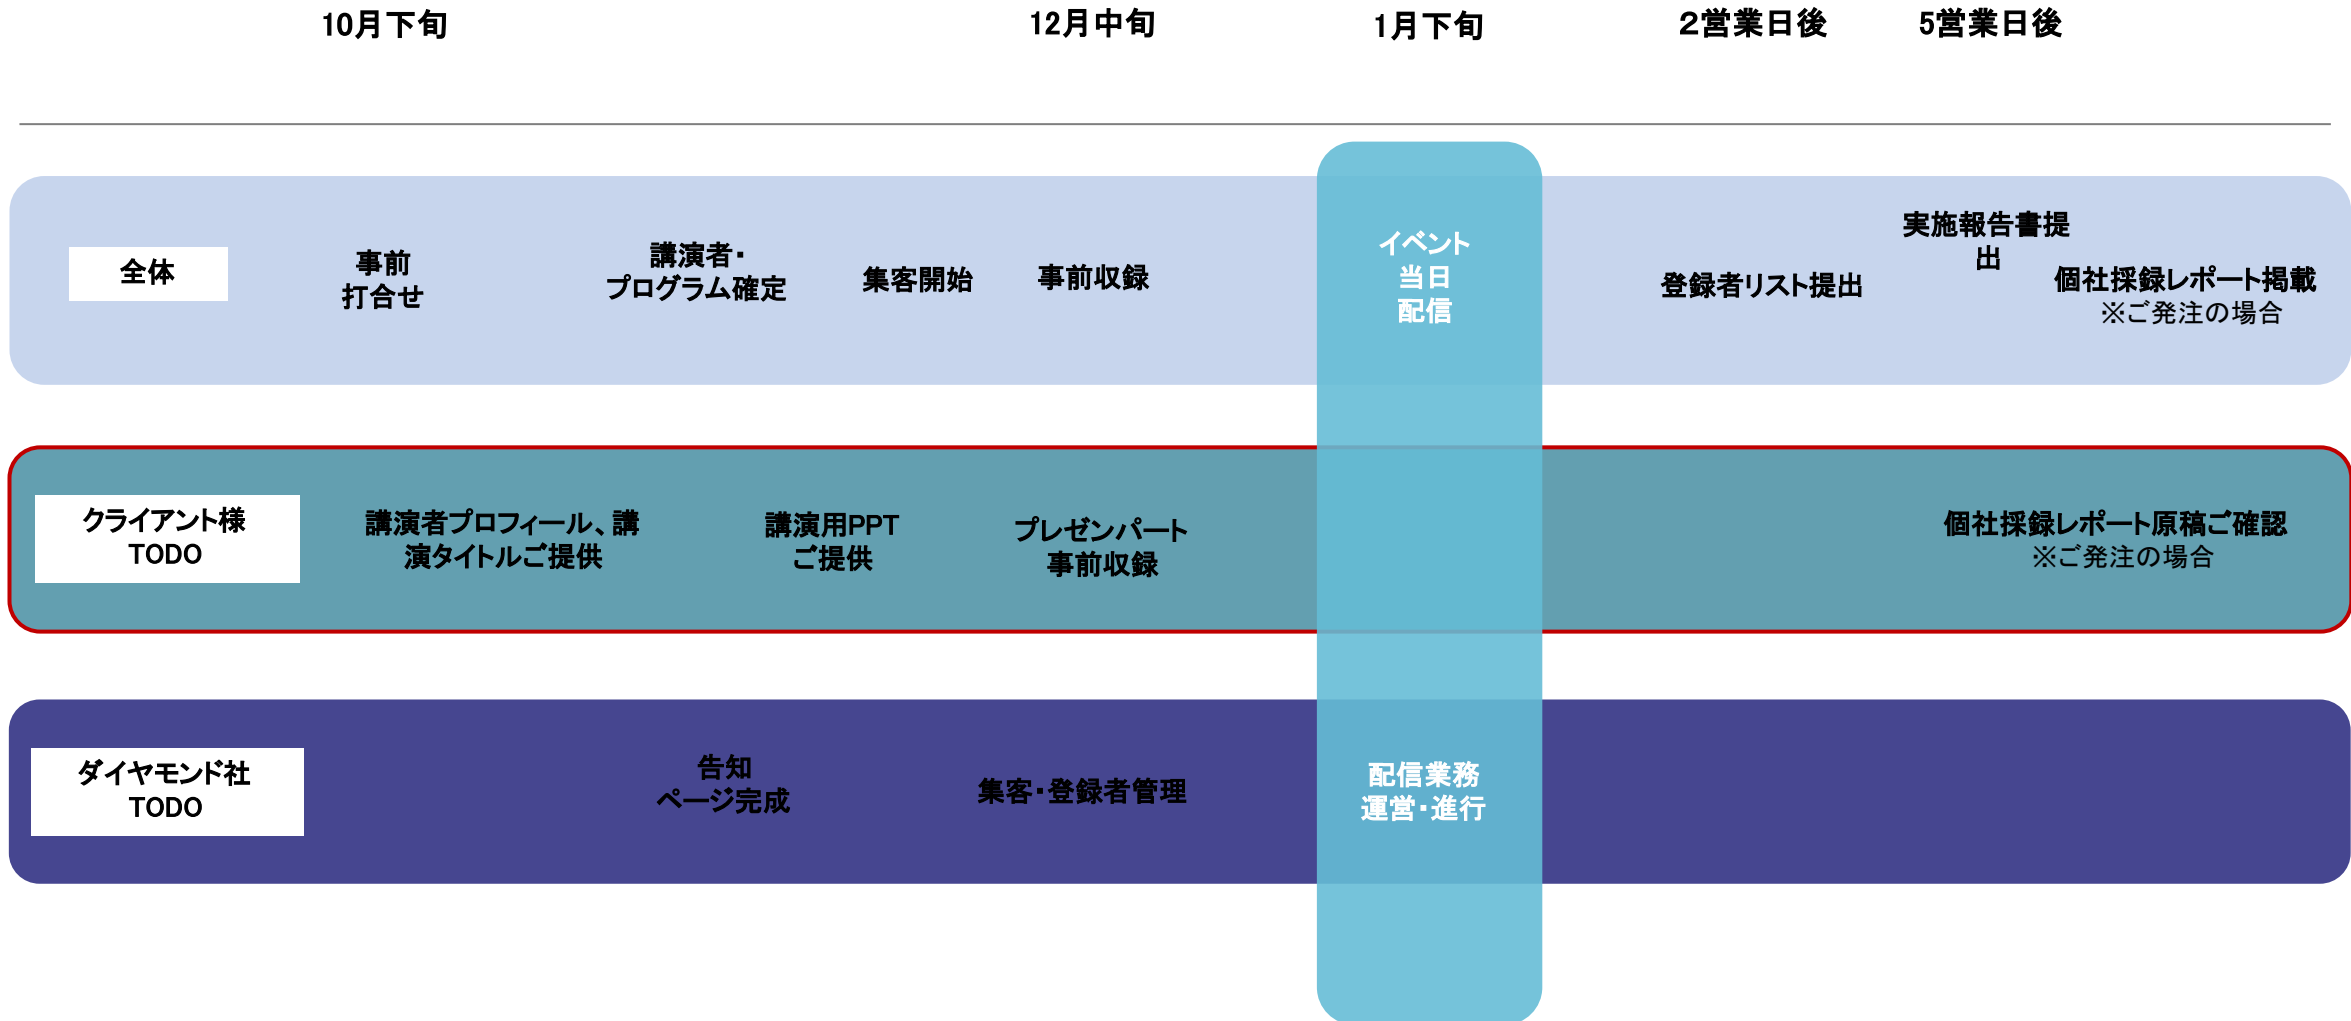 10月下旬
12月中旬
1月下旬
2営業日後
5営業日後
全体
事前
打合せ
講演者・
プログラム確定
集客開始
事前収録
イベント
当日
配信
登録者リスト提出
実施報告書提
出
個社採録レポート掲載
※ご発注の場合
クライアント様
TODO
講演者プロフィール、講
演タイトルご提供
講演用PPT
ご提供
プレゼンパート
事前収録
個社採録レポート原稿ご確認
※ご発注の場合
ダイヤモンド社
TODO
告知
ページ完成
集客・登録者管理
配信業務
運営・進行